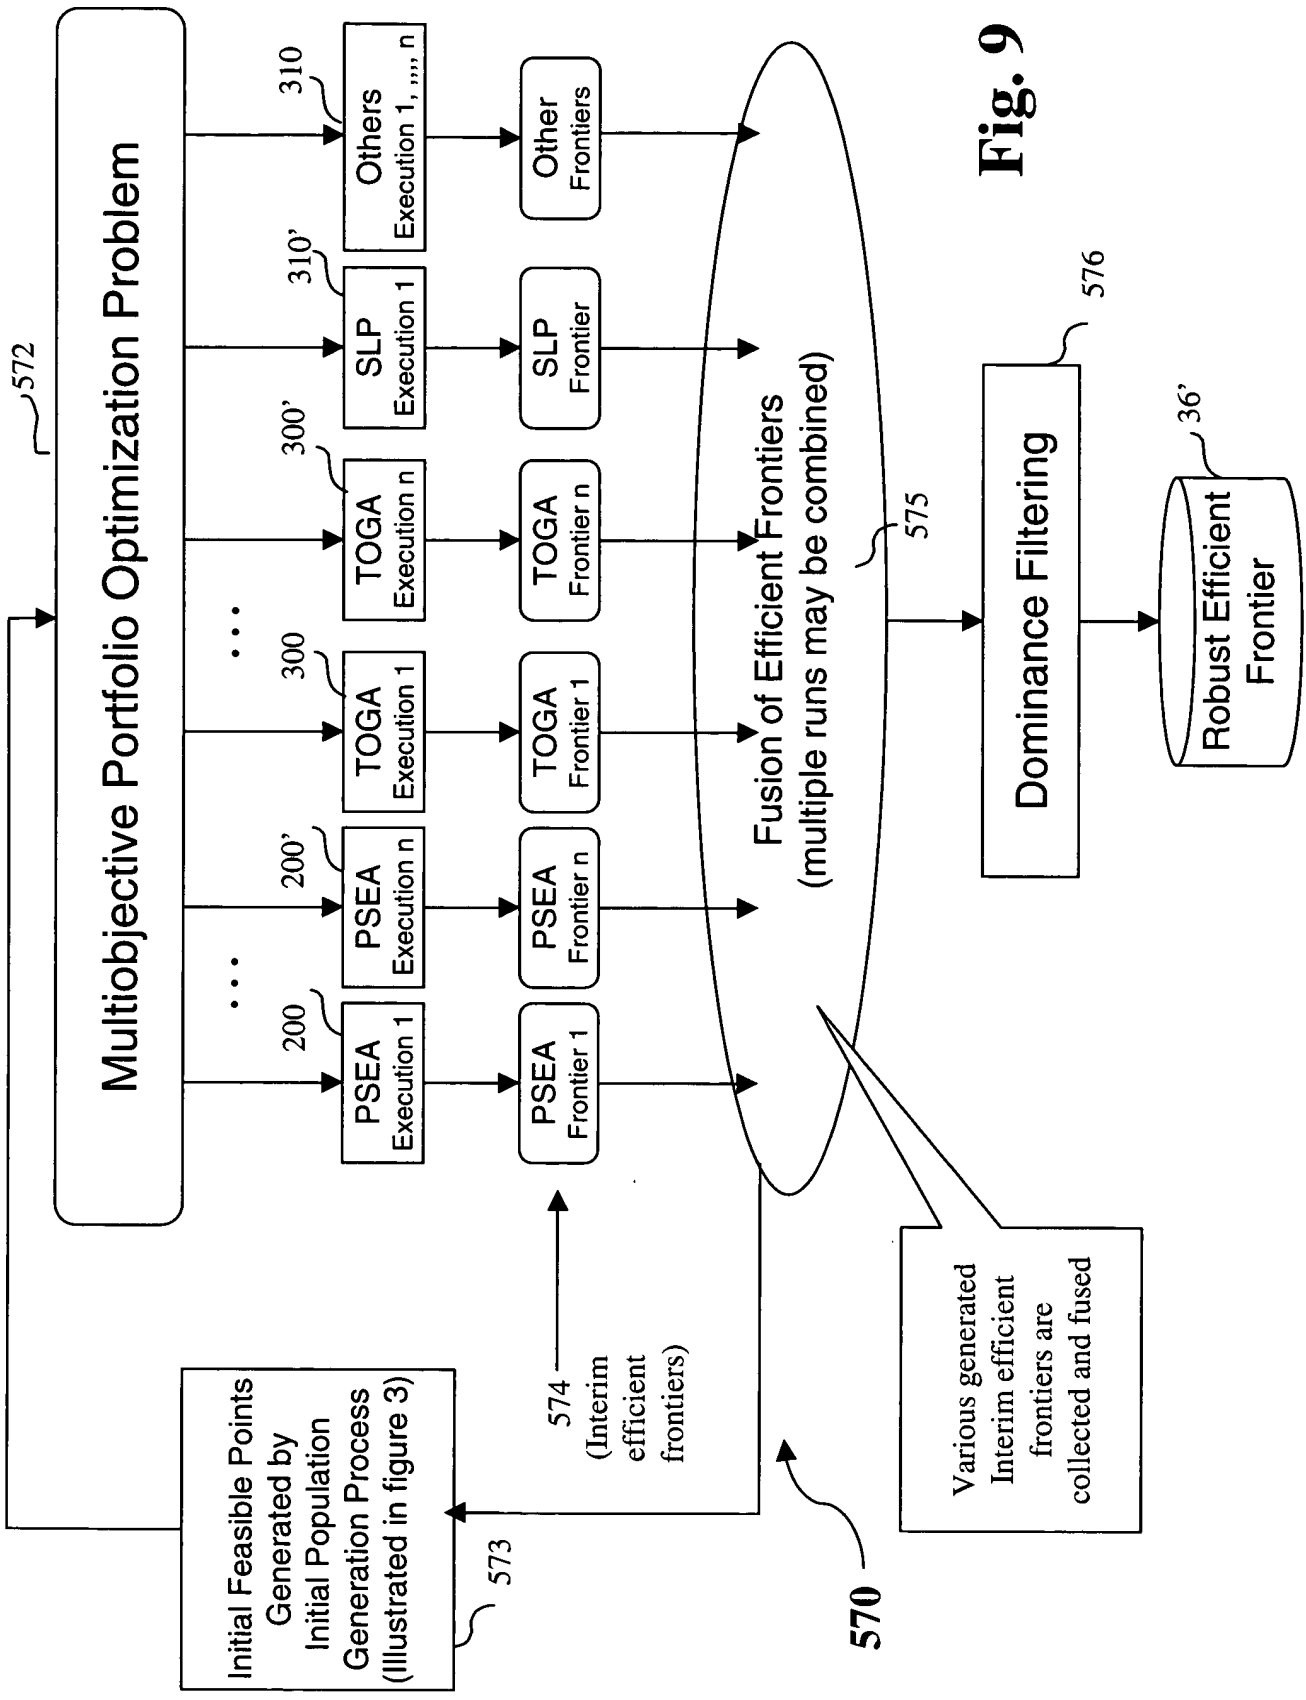 572
Multiobjective Portfolio Optimization Problem
Initial Feasible Points
Generated by
Initial Population
Generation Process
(Illustrated in figure 3)
573
200
...
200'
300
...
300'
310'
310
PSEA
Execution 1
PSEA
Execution n
TOGA
Execution 1
TOGA
Execution n
SLP
Execution 1
Others
Execution 1, ,,,, n
574
(Interim
efficient
frontiers)
PSEA
Frontier 1
PSEA
Frontier n
TOGA
Frontier 1
TOGA
Frontier n
SLP
Frontier
Other
Frontiers
Fusion of Efficient Frontiers
(multiple runs may be combined)
575
570
Various generated
Interim efficient
frontiers are
collected and fused
Dominance Filtering
576
Robust Efficient
Frontier
36'
Fig. 9